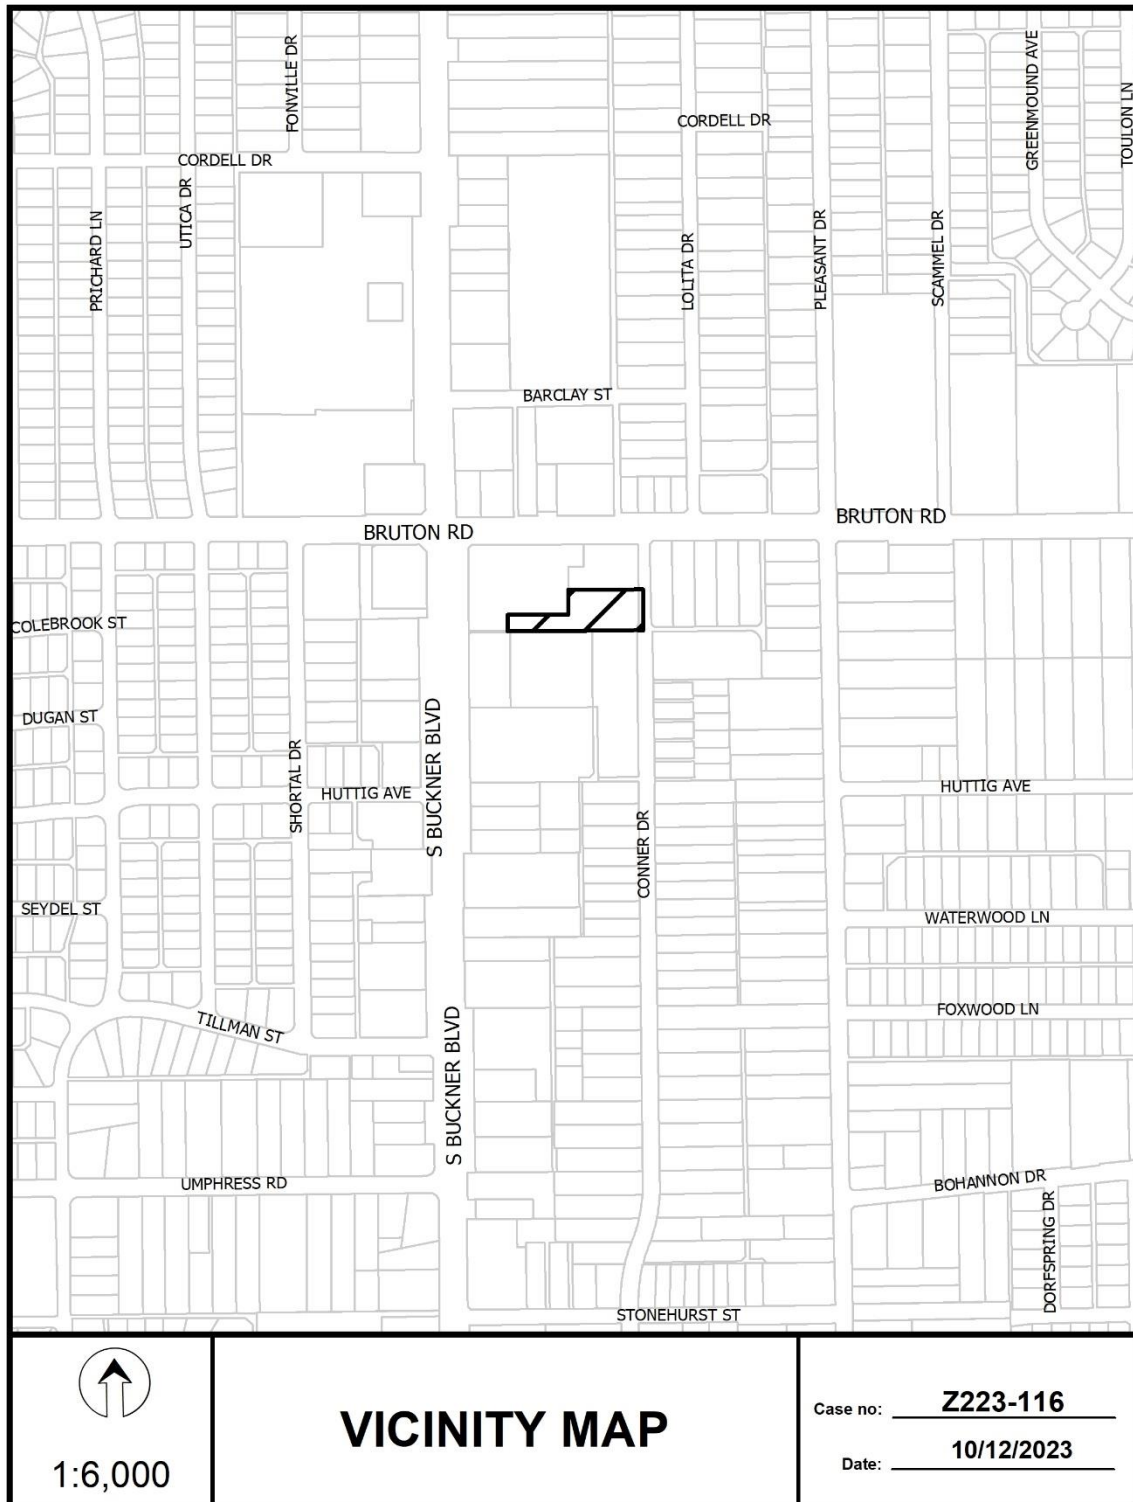 FONVILLE DR
GREENMOUND AVE
TOULON LN
CORDELL DR
CORDELL DR
UTICA DR
PRICHARD LN
LOLITA DR
PLEASANT DR
SCAMMEL DR
BARCLAY ST
BRUTON RD
BRUTON RD
COLEBROOK ST
DUGAN ST
SHORTAL DR
S BUCKNER BLVD
HUTTIG AVE
HUTTIG AVE
CONNER DR
SEYDEL ST
WATERWOOD LN
TILLMAN ST
FOXWOOD LN
S BUCKNER BLVD
UMPHRESS RD
BOHANNON DR
DORFSPRING DR
STONEHURST ST
1:6,000
VICINITY MAP
Case no: Z223-116
Date: 10/12/2023